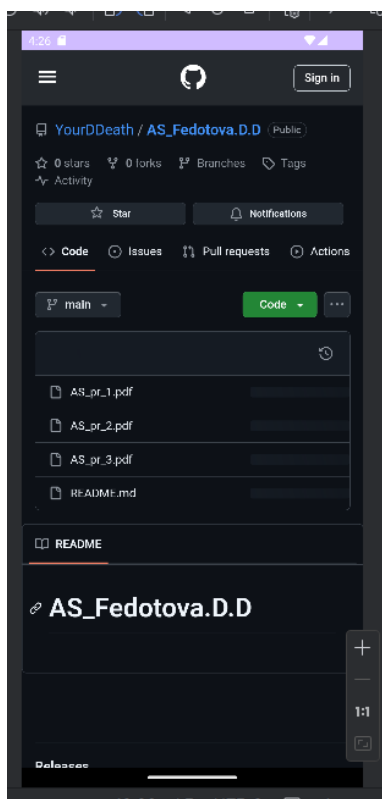 4:26
Sign in
YourDDeath / AS_Fedotova.D.D Public
0 stars 0 forks Branches Tags
Activity
Star Notifications
Code Issues Pull requests Actions
main Code
AS_pr_1.pdf
AS_pr_2.pdf
AS_pr_3.pdf
README.md
README
AS_Fedotova.D.D
1:1
Releases